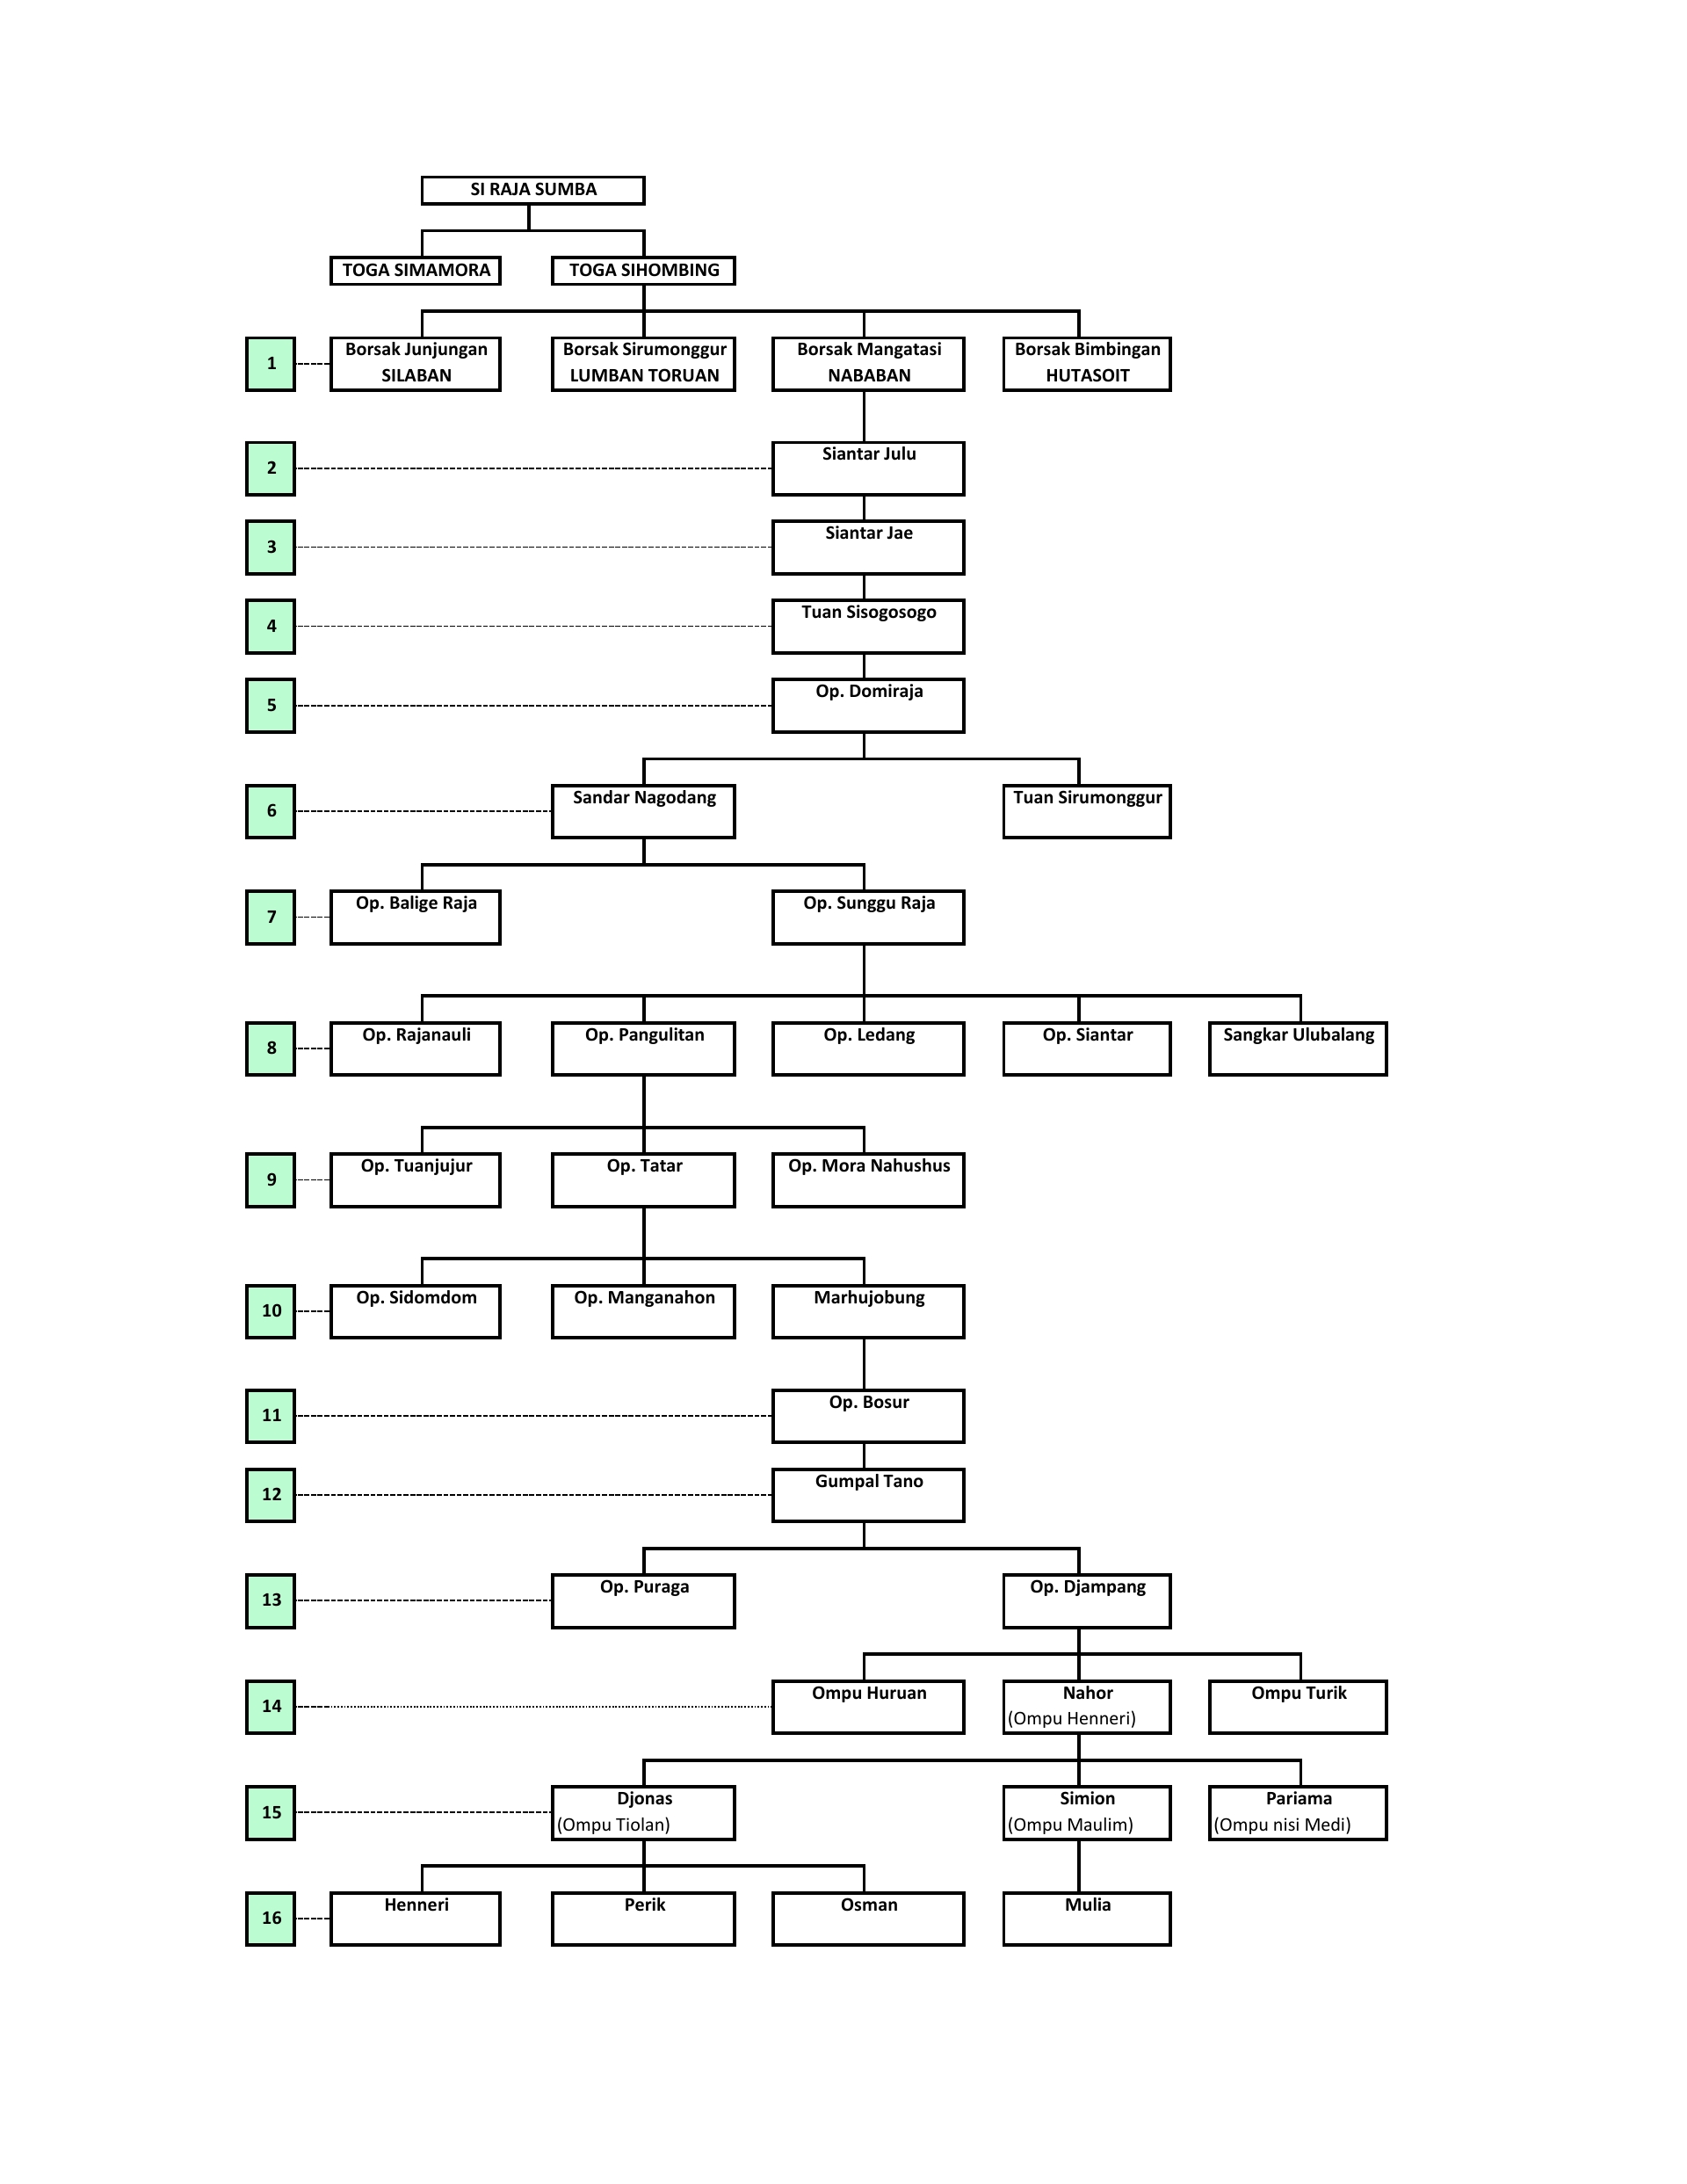 SI RAJA SUMBA
TOGA SIMAMORA
TOGA SIHOMBING
1
Borsak Junjungan
SILABAN
Borsak Sirumonggur
LUMBAN TORUAN
Borsak Mangatasi
NABABAN
Borsak Bimbingan
HUTASOIT
2
Siantar Julu
3
Siantar Jae
4
Tuan Sisogosogo
5
Op. Domiraja
6
Sandar Nagodang
Tuan Sirumonggur
7
Op. Balige Raja
Op. Sunggu Raja
8
Op. Rajanauli
Op. Pangulitan
Op. Ledang
Op. Siantar
Sangkar Ulubalang
9
Op. Tuanjujur
Op. Tatar
Op. Mora Nahushus
10
Op. Sidomdom
Op. Manganahon
Marhujobung
11
Op. Bosur
12
Gumpal Tano
13
Op. Puraga
Op. Djampang
14
Ompu Huruan
Nahor
(Ompu Henneri)
Ompu Turik
15
Djonas
(Ompu Tiolan)
Simion
(Ompu Maulim)
Pariama
(Ompu nisi Medi)
16
Henneri
Perik
Osman
Mulia